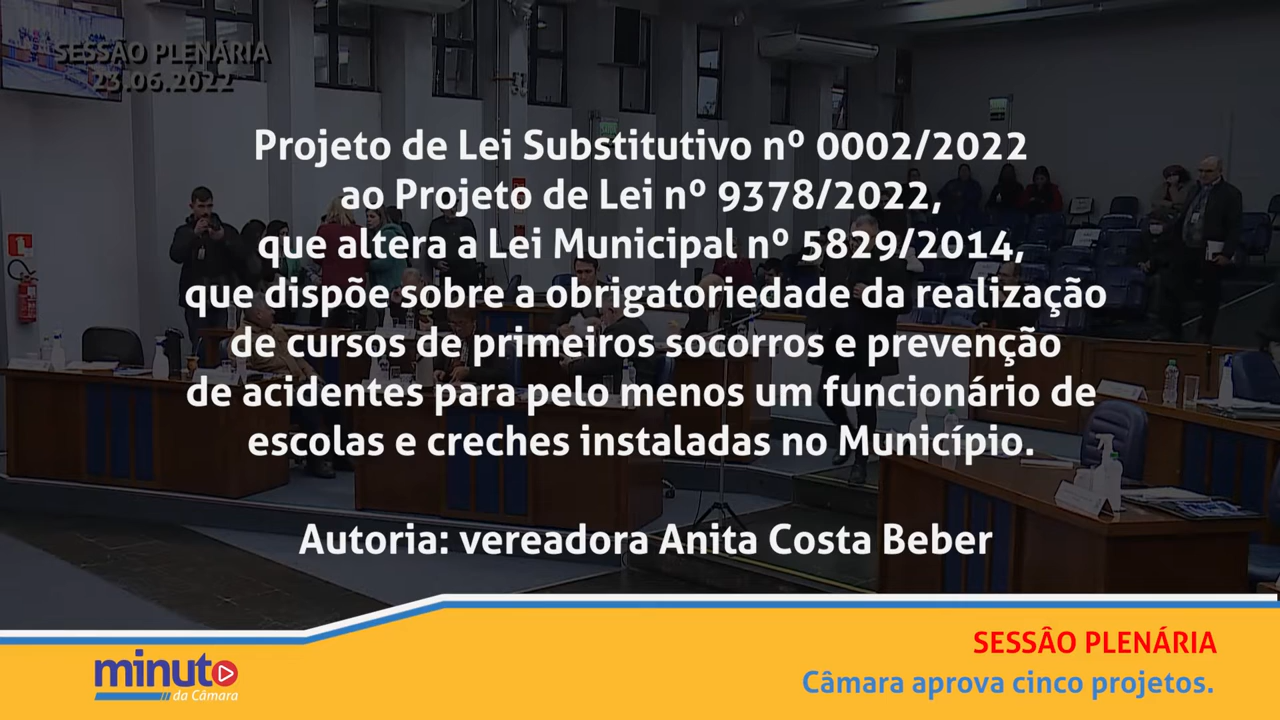 SESSÃO PLENÁRIA
23.06.2022
Projeto de Lei Substitutivo nº 0002/2022
ao Projeto de Lei nº 9378/2022,
que altera a Lei Municipal nº 5829/2014,
que dispõe sobre a obrigatoriedade da realização
de cursos de primeiros socorros e prevenção
de acidentes para pelo menos um funcionário de
escolas e creches instaladas no Município.
Autoria: vereadora Anita Costa Beber
SESSÂO PLENÁRIA
Câmara aprova cinco projetos.
minuto
da Câmara